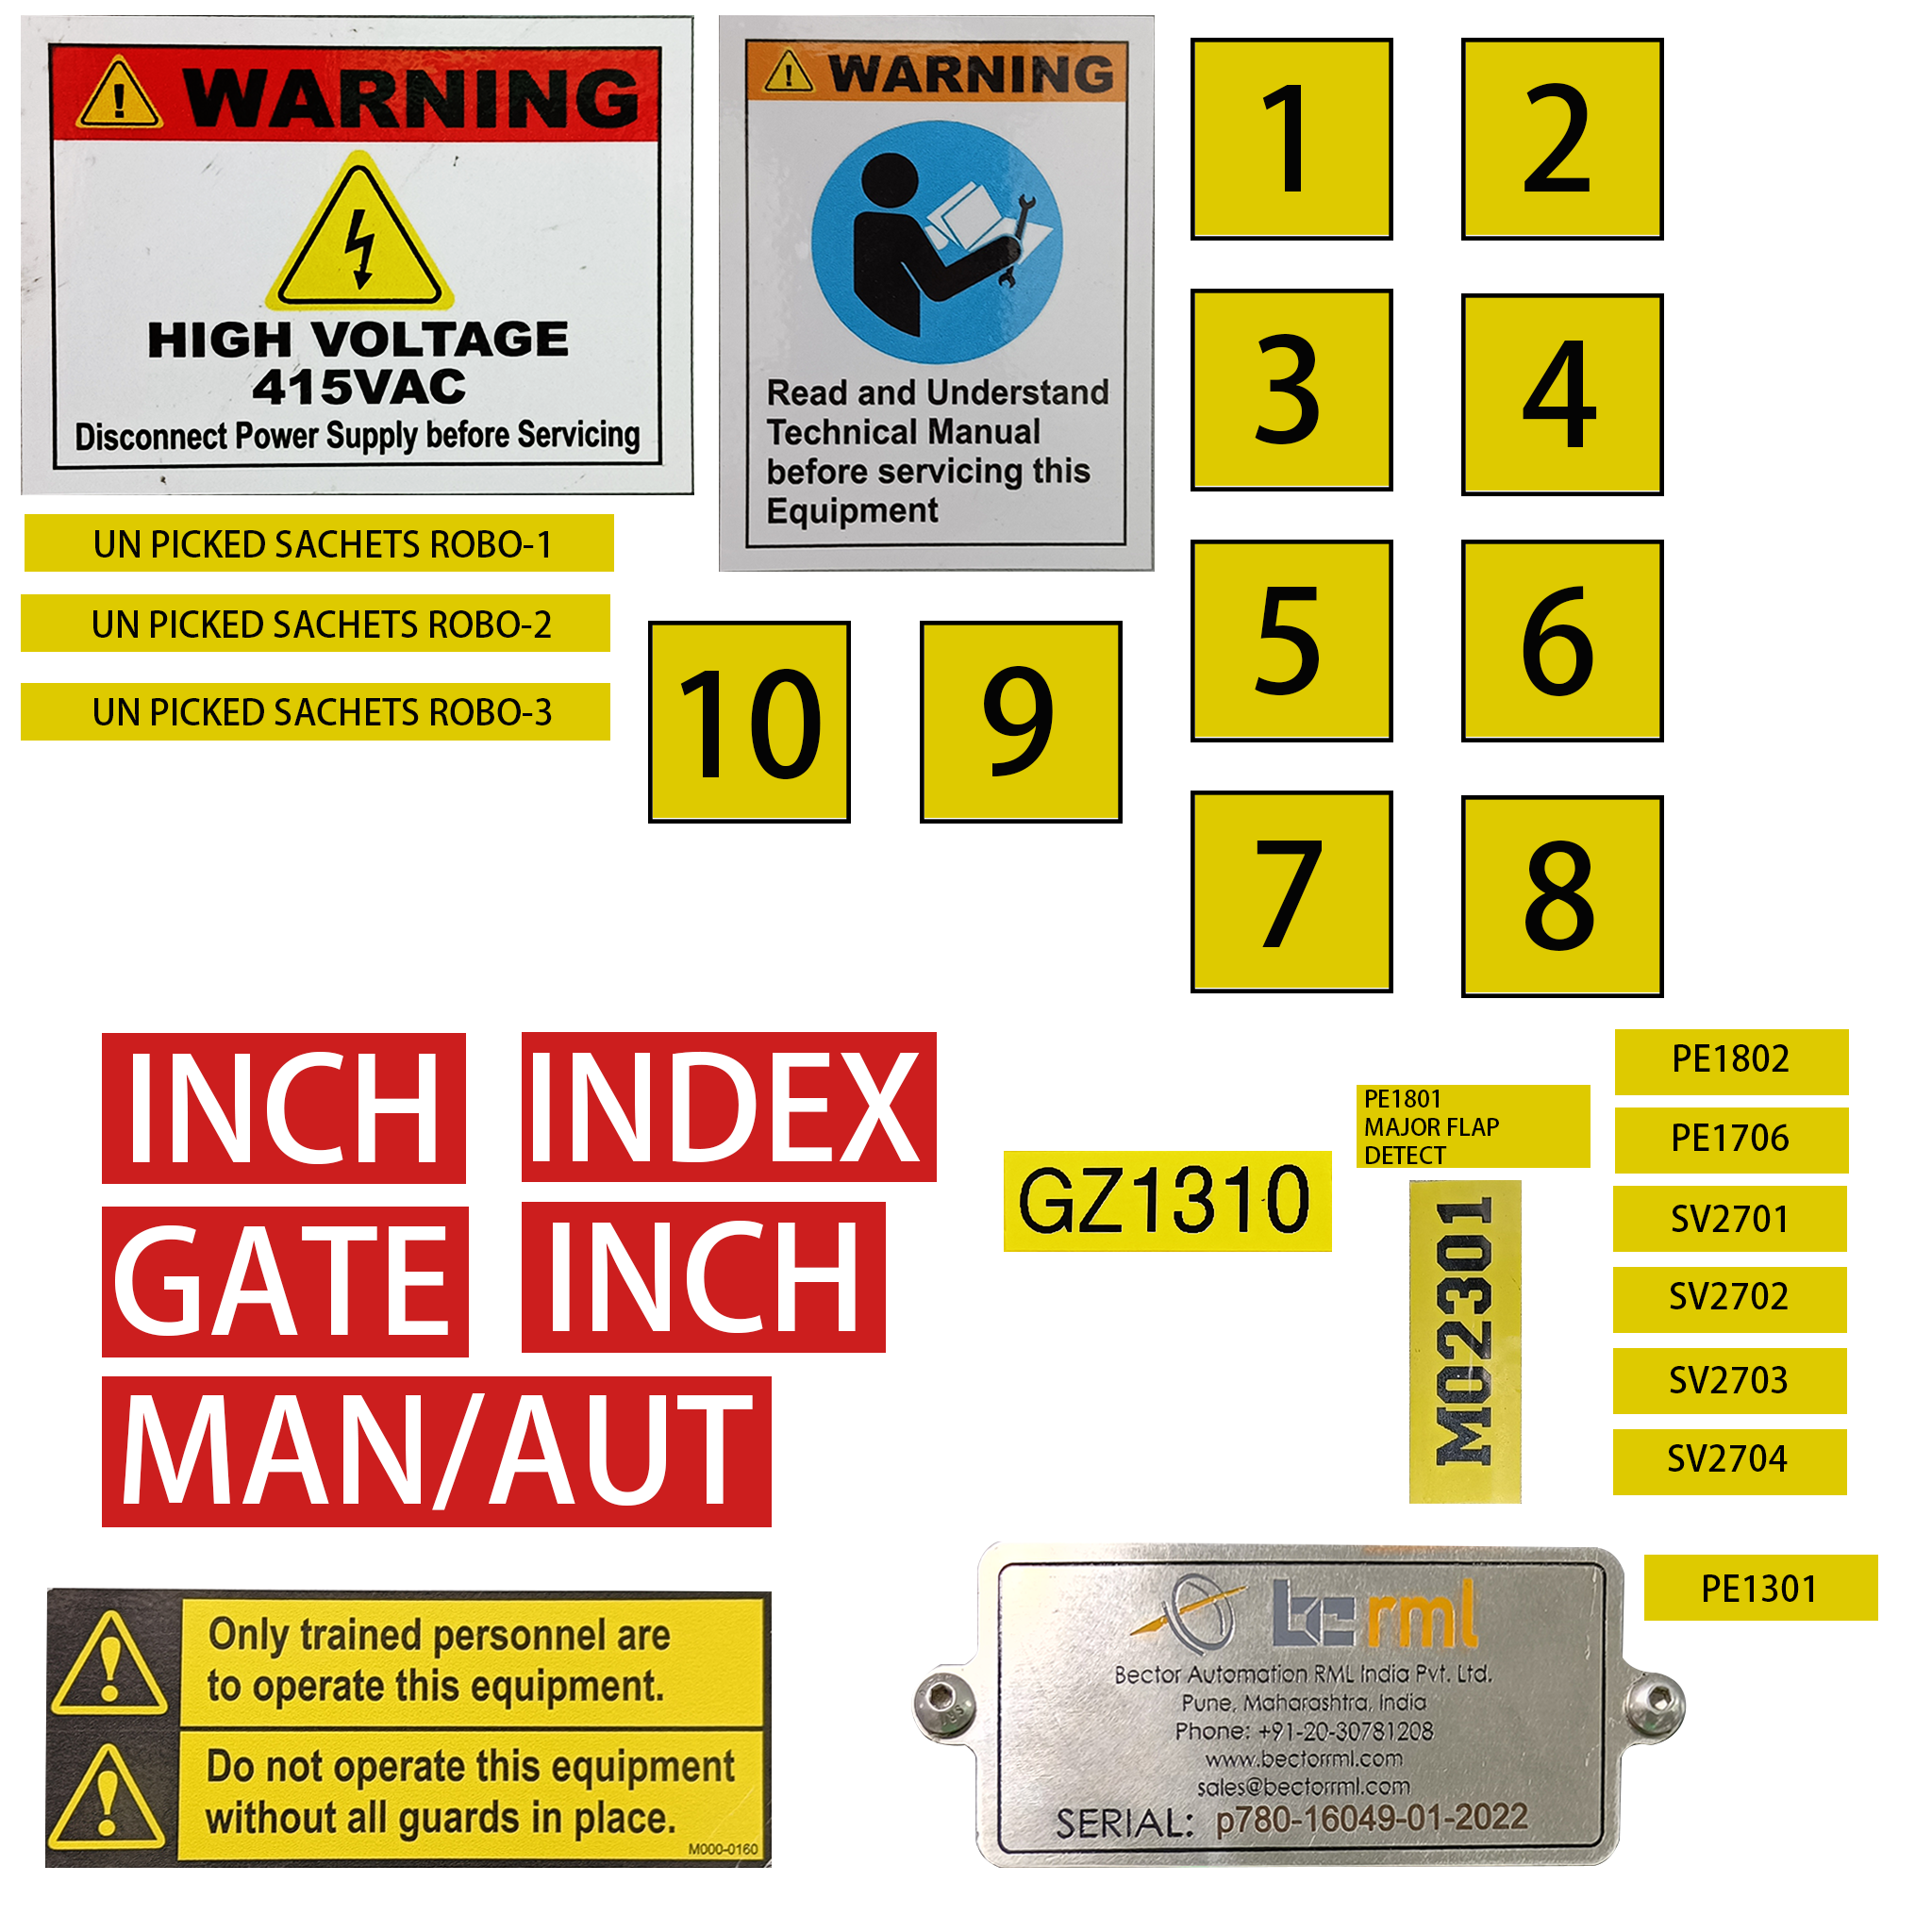 WARNING
HIGH VOLTAGE
415VAC
Disconnect Power Supply before Servicing
WARNING
Read and Understand
Technical Manual
before servicing this
Equipment
1
2
3
4
5
6
7
8
10
9
UN PICKED SACHETS ROBO-1
UN PICKED SACHETS ROBO-2
UN PICKED SACHETS ROBO-3
INCH
INDEX
GATE
INCH
MAN/AUT
GZ1310
PE1801
MAJOR FLAP
DETECT
M02301
PE1802
PE1706
SV2701
SV2702
SV2703
SV2704
PE1301
Only trained personnel are
to operate this equipment.
Do not operate this equipment
without all guards in place.
M000-0160
be rml
Bector Automation RML India Pvt. Ltd.
Pune, Maharashtra, India
Phone: +91-20-30781208
www.bectorrml.com
sales@bectorrml.com
SERIAL: p780-16049-01-2022